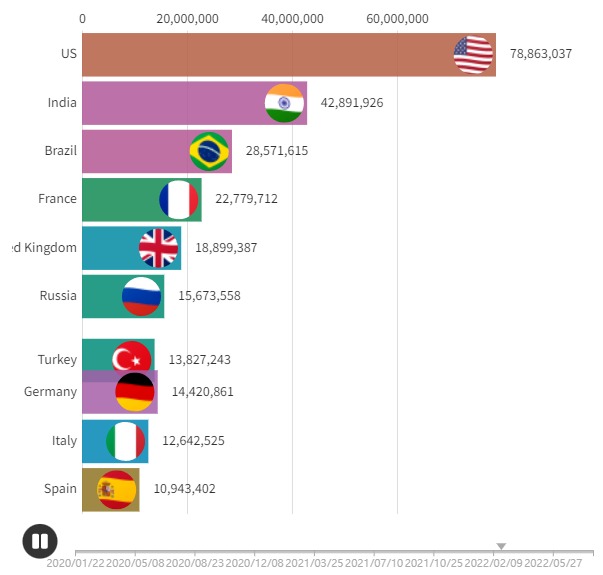 0 20,000,000 40,000,000 60,000,000
US 78,863,037
India 42,891,926
Brazil 28,571,615
France 22,779,712
ed Kingdom 18,899,387
Russia 15,673,558
Turkey 13,827,243
Germany 14,420,861
Italy 12,642,525
Spain 10,943,402
2020/01/22 2020/05/08 2020/08/23 2020/12/08 2021/03/25 2021/07/10 2021/10/25 2022/02/09 2022/05/27